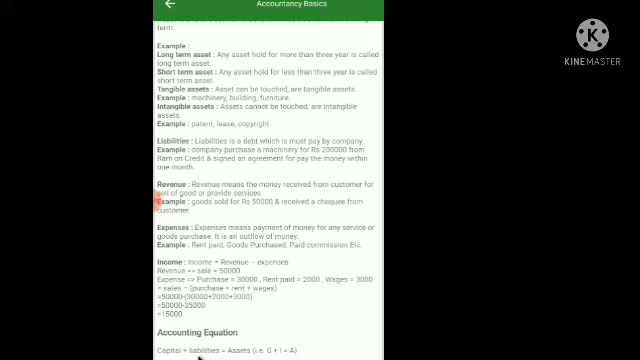 Accountancy Basics
term.
Example :
Long term asset : Any asset hold for more than three year is called
long term asset.
Short term asset : Any asset hold for less than three year is called
short term asset.
Tangible assets : Asset can be touched, are tangible assets.
Example : machinery, building, furniture.
Intangible assets : Assets cannot be touched, are intangible
assets.
Example : patent, lease, copyright.
Liabilities : Liabilities is a debt which is must pay by company.
Example : company purchase a machinery for Rs 200000 from
Ram on Credit & signed an agreement for pay the money within
one month.
Revenue : Revenue means the money received from customer for
sell of good or provide services.
Example : goods sold for Rs 50000 & received a chequee from
customer.
Expenses : Expenses means payment of money for any service or
goods purchase. It is an outflow of money.
Example : Rent paid, Goods Purchased, Paid commission Etc.
Income : Income = Revenue – expenses
Revenue => sale = 50000
Expense => Purchase = 30000 , Rent paid = 2000 , Wages = 3000
= sales – (purchase + rent + wages)
=50000-(30000+2000+3000)
=50000-35000
=15000
Accounting Equation
Capital + liabilities = Assets (i.e. C + l = A)
KINEMASTER